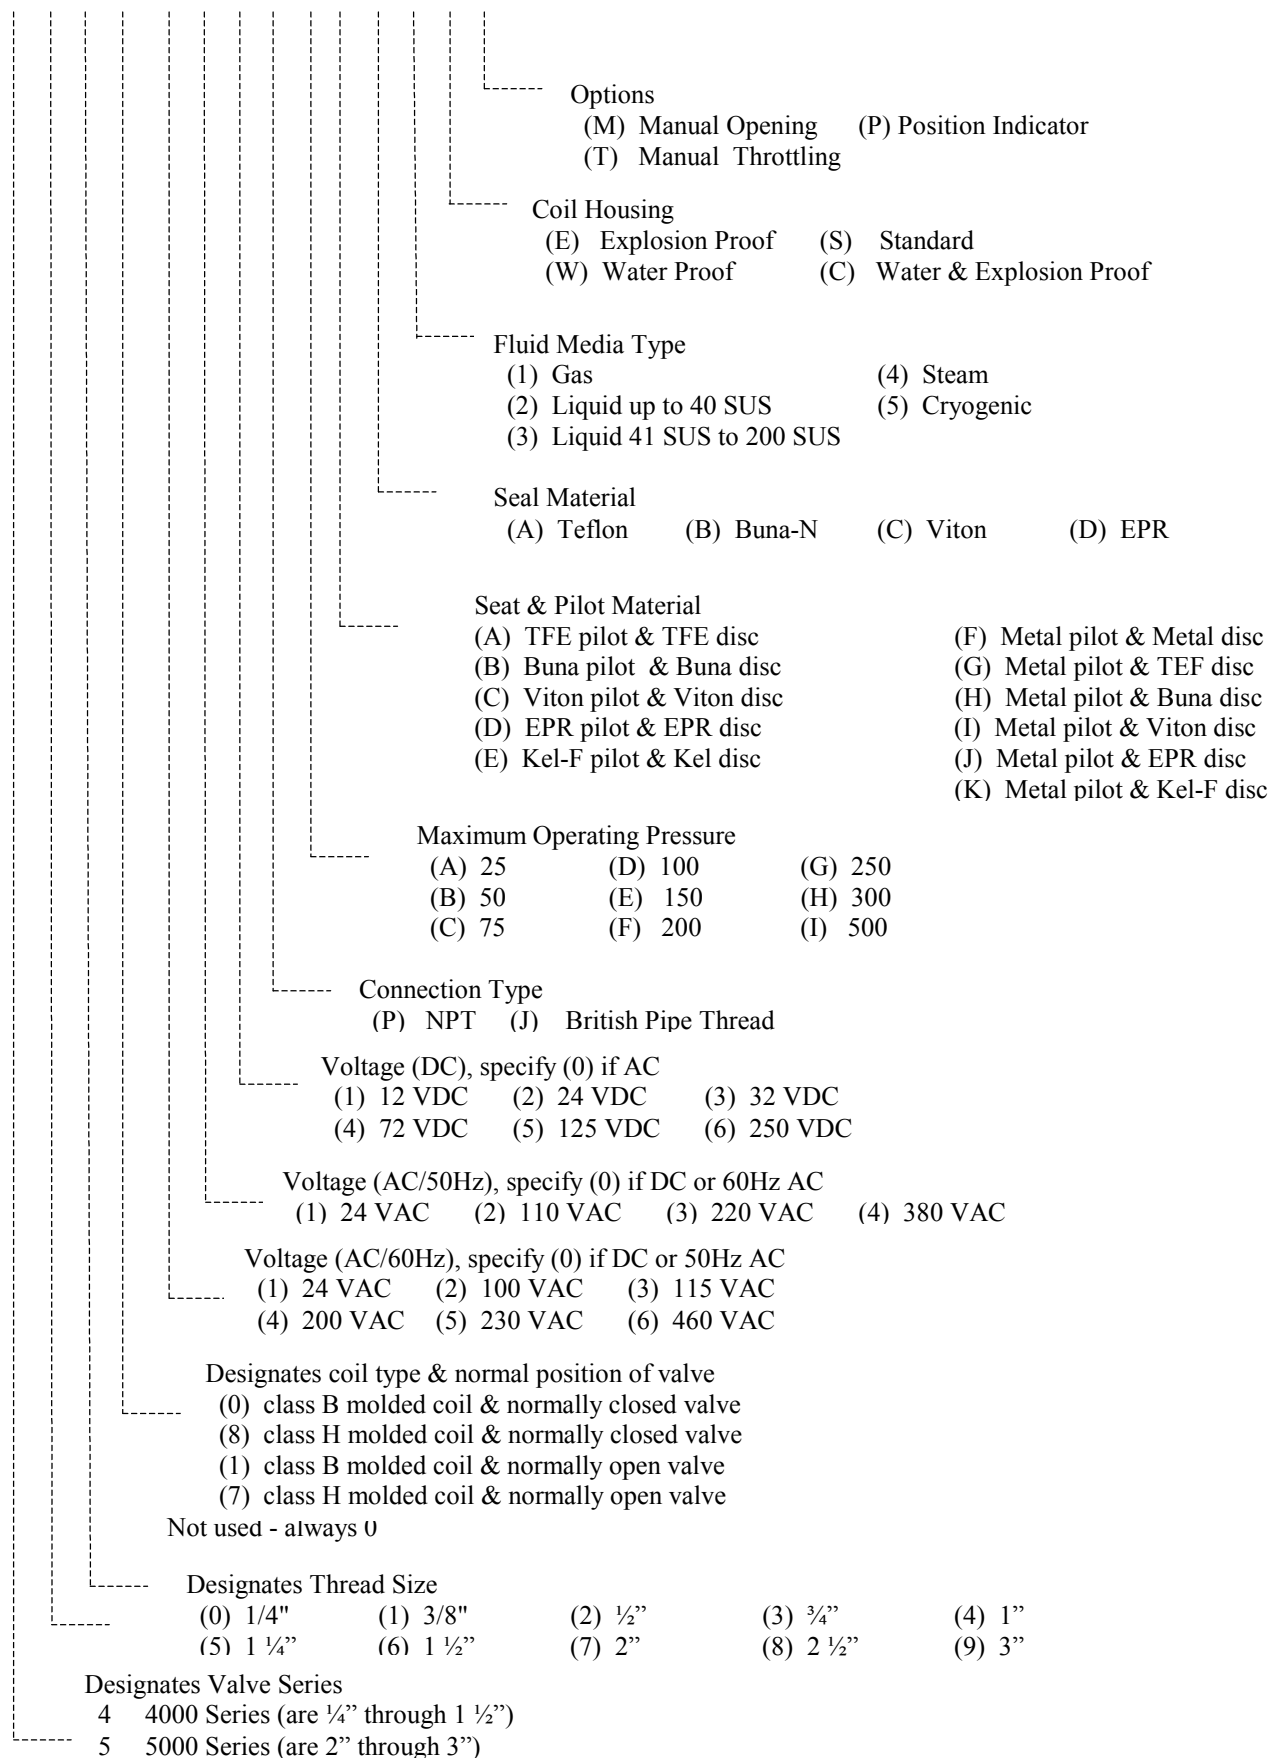 Options
(M) Manual Opening (P) Position Indicator
(T) Manual Throttling
Coil Housing
(E) Explosion Proof (S) Standard
(W) Water Proof (C) Water & Explosion Proof
Fluid Media Type
(1) Gas (4) Steam
(2) Liquid up to 40 SUS (5) Cryogenic
(3) Liquid 41 SUS to 200 SUS
Seal Material
(A) Teflon (B) Buna-N (C) Viton (D) EPR
Seat & Pilot Material
(A) TFE pilot & TFE disc (F) Metal pilot & Metal disc
(B) Buna pilot & Buna disc (G) Metal pilot & TEF disc
(C) Viton pilot & Viton disc (H) Metal pilot & Buna disc
(D) EPR pilot & EPR disc (I) Metal pilot & Viton disc
(E) Kel-F pilot & Kel disc (J) Metal pilot & EPR disc
(K) Metal pilot & Kel-F disc
Maximum Operating Pressure
(A) 25 (D) 100 (G) 250
(B) 50 (E) 150 (H) 300
(C) 75 (F) 200 (I) 500
Connection Type
(P) NPT (J) British Pipe Thread
Voltage (DC), specify (0) if AC
(1) 12 VDC (2) 24 VDC (3) 32 VDC
(4) 72 VDC (5) 125 VDC (6) 250 VDC
Voltage (AC/50Hz), specify (0) if DC or 60Hz AC
(1) 24 VAC (2) 110 VAC (3) 220 VAC (4) 380 VAC
Voltage (AC/60Hz), specify (0) if DC or 50Hz AC
(1) 24 VAC (2) 100 VAC (3) 115 VAC
(4) 200 VAC (5) 230 VAC (6) 460 VAC
Designates coil type & normal position of valve
(0) class B molded coil & normally closed valve
(8) class H molded coil & normally closed valve
(1) class B molded coil & normally open valve
(7) class H molded coil & normally open valve
Not used - always 0
Designates Thread Size
(0) 1/4" (1) 3/8" (2) ½” (3) ¾” (4) 1”
(5) 1 ¼” (6) 1 ½” (7) 2” (8) 2 ½” (9) 3”
Designates Valve Series
4 4000 Series (are ¼” through 1 ½”)
5 5000 Series (are 2” through 3”)